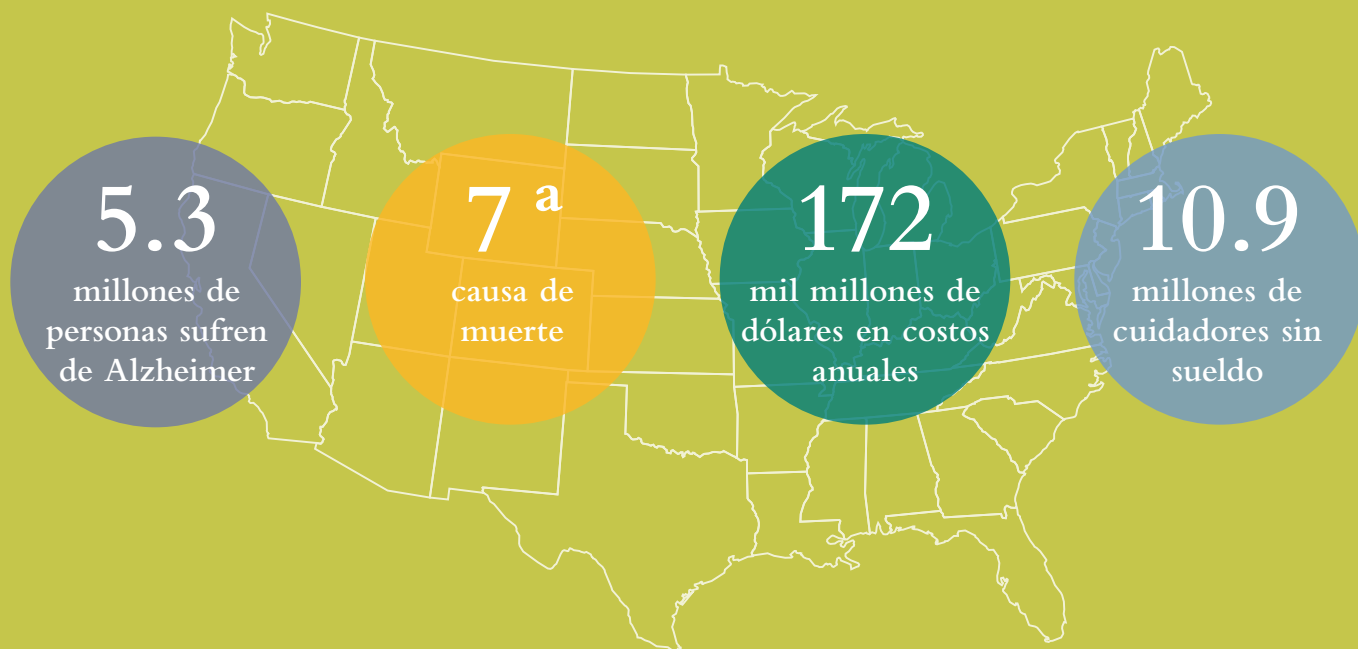 5.3
millones de
personas sufren
de Alzheimer
7 ª
causa de
muerte
172
mil millones de
dólares en costos
anuales
10.9
millones de
cuidadores sin
sueldo